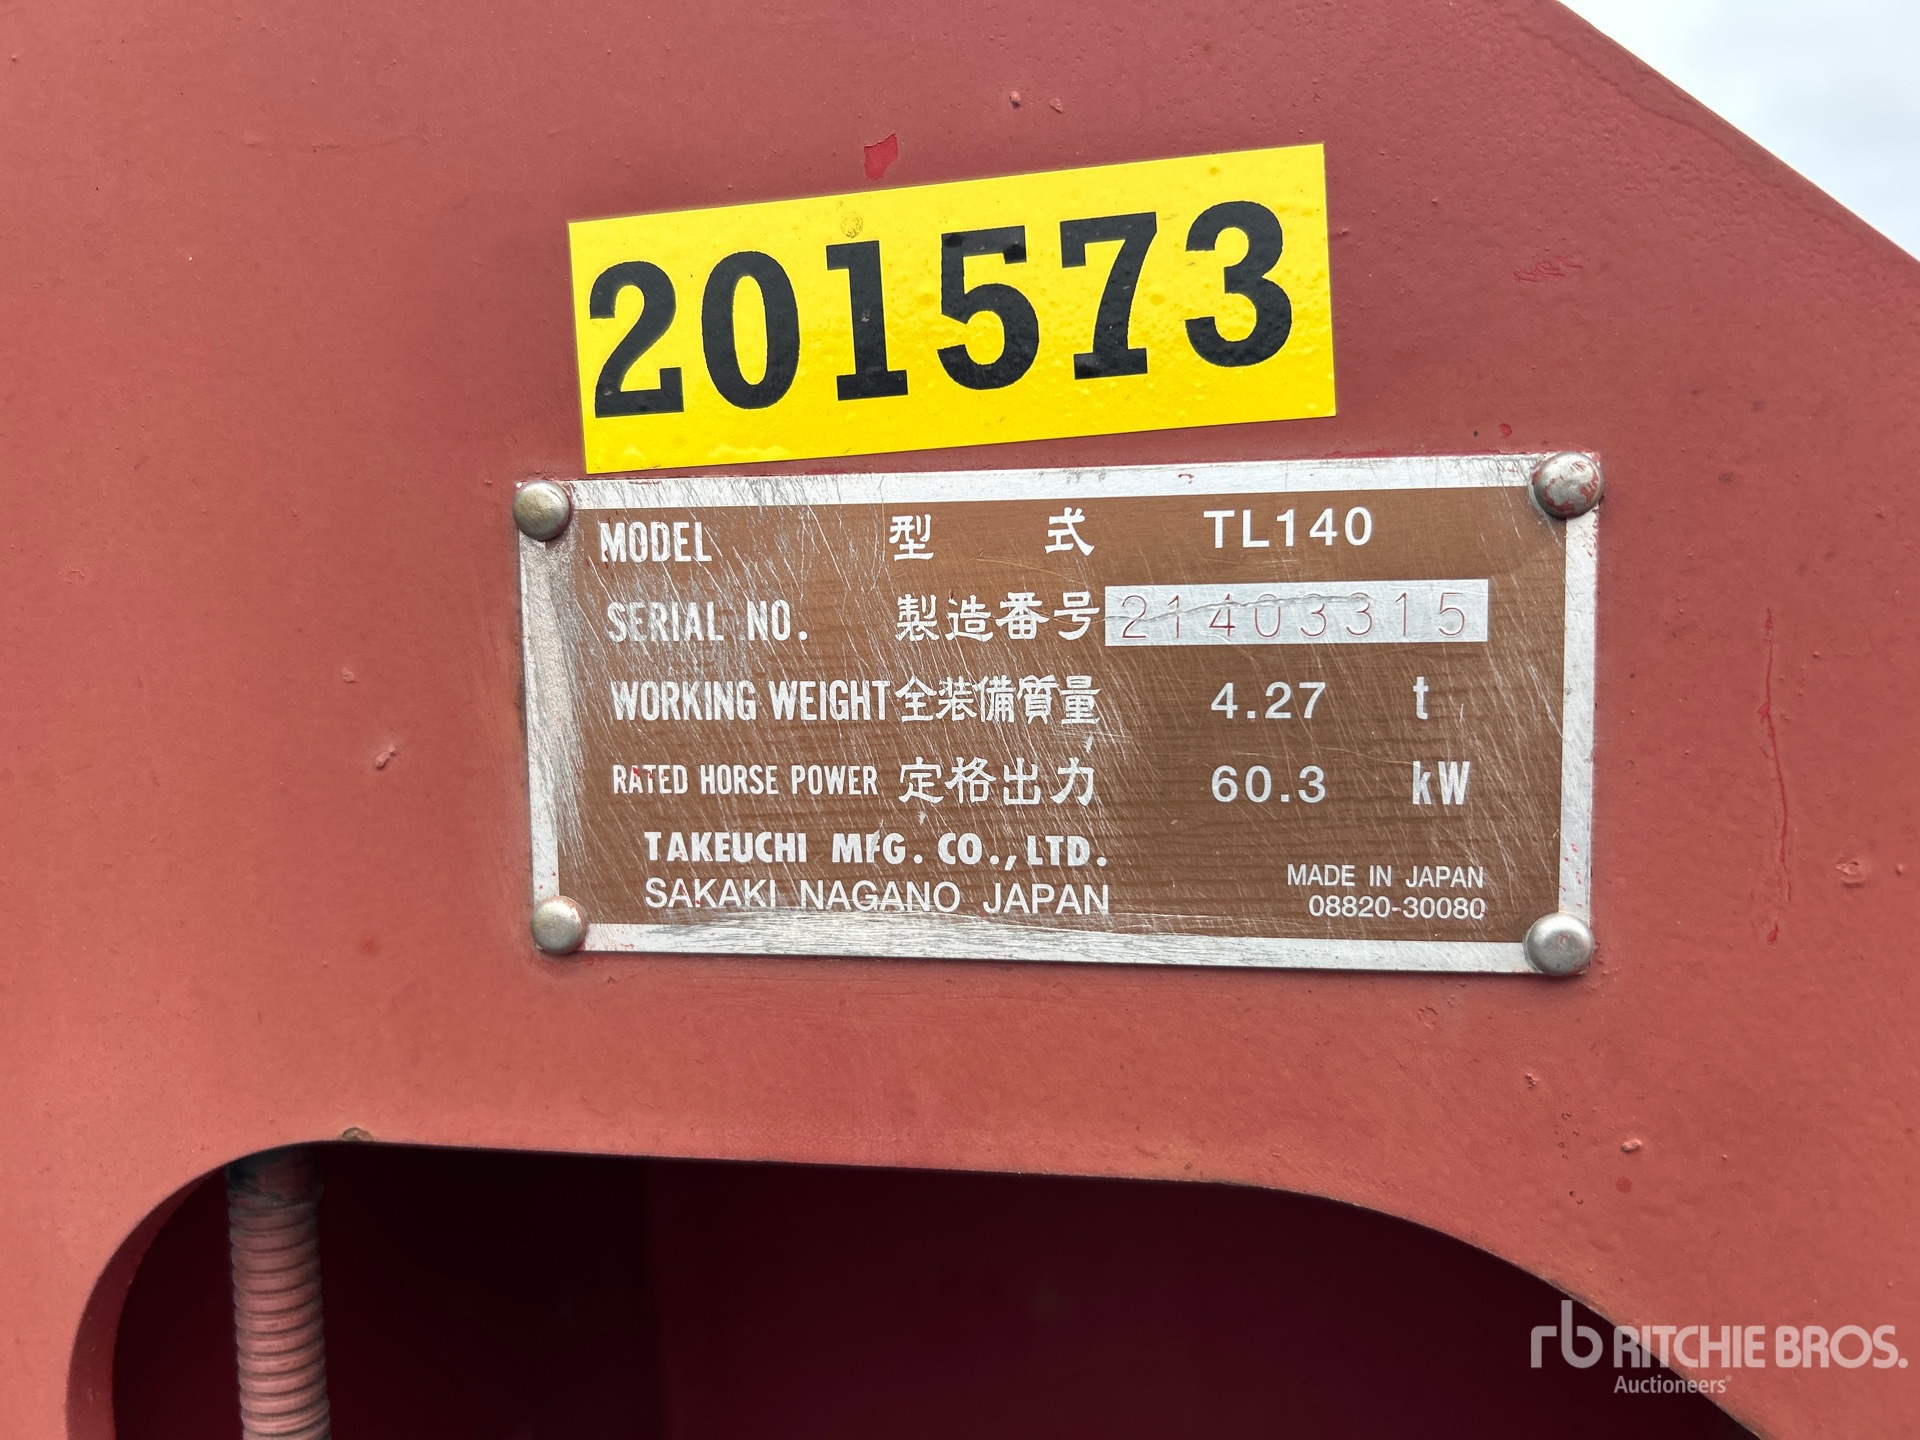 201573
MODEL 型 式 TL140
SERIAL NO. 製造番号 21403315
WORKING WEIGHT 全装備質量 4.27 t
RATED HORSE POWER 定格出力 60.3 kW
TAKEUCHI MFG. CO., LTD.
SAKAKI NAGANO JAPAN
MADE IN JAPAN
08820-30080
rb RITCHIE BROS.
Auctioneers